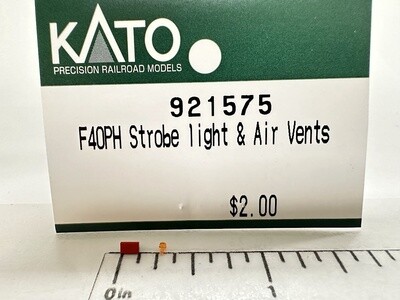 KATO
PRECISION RAILROAD MODELS
921575
F40PH Strobe light & Air Vents
$2.00
0in 1